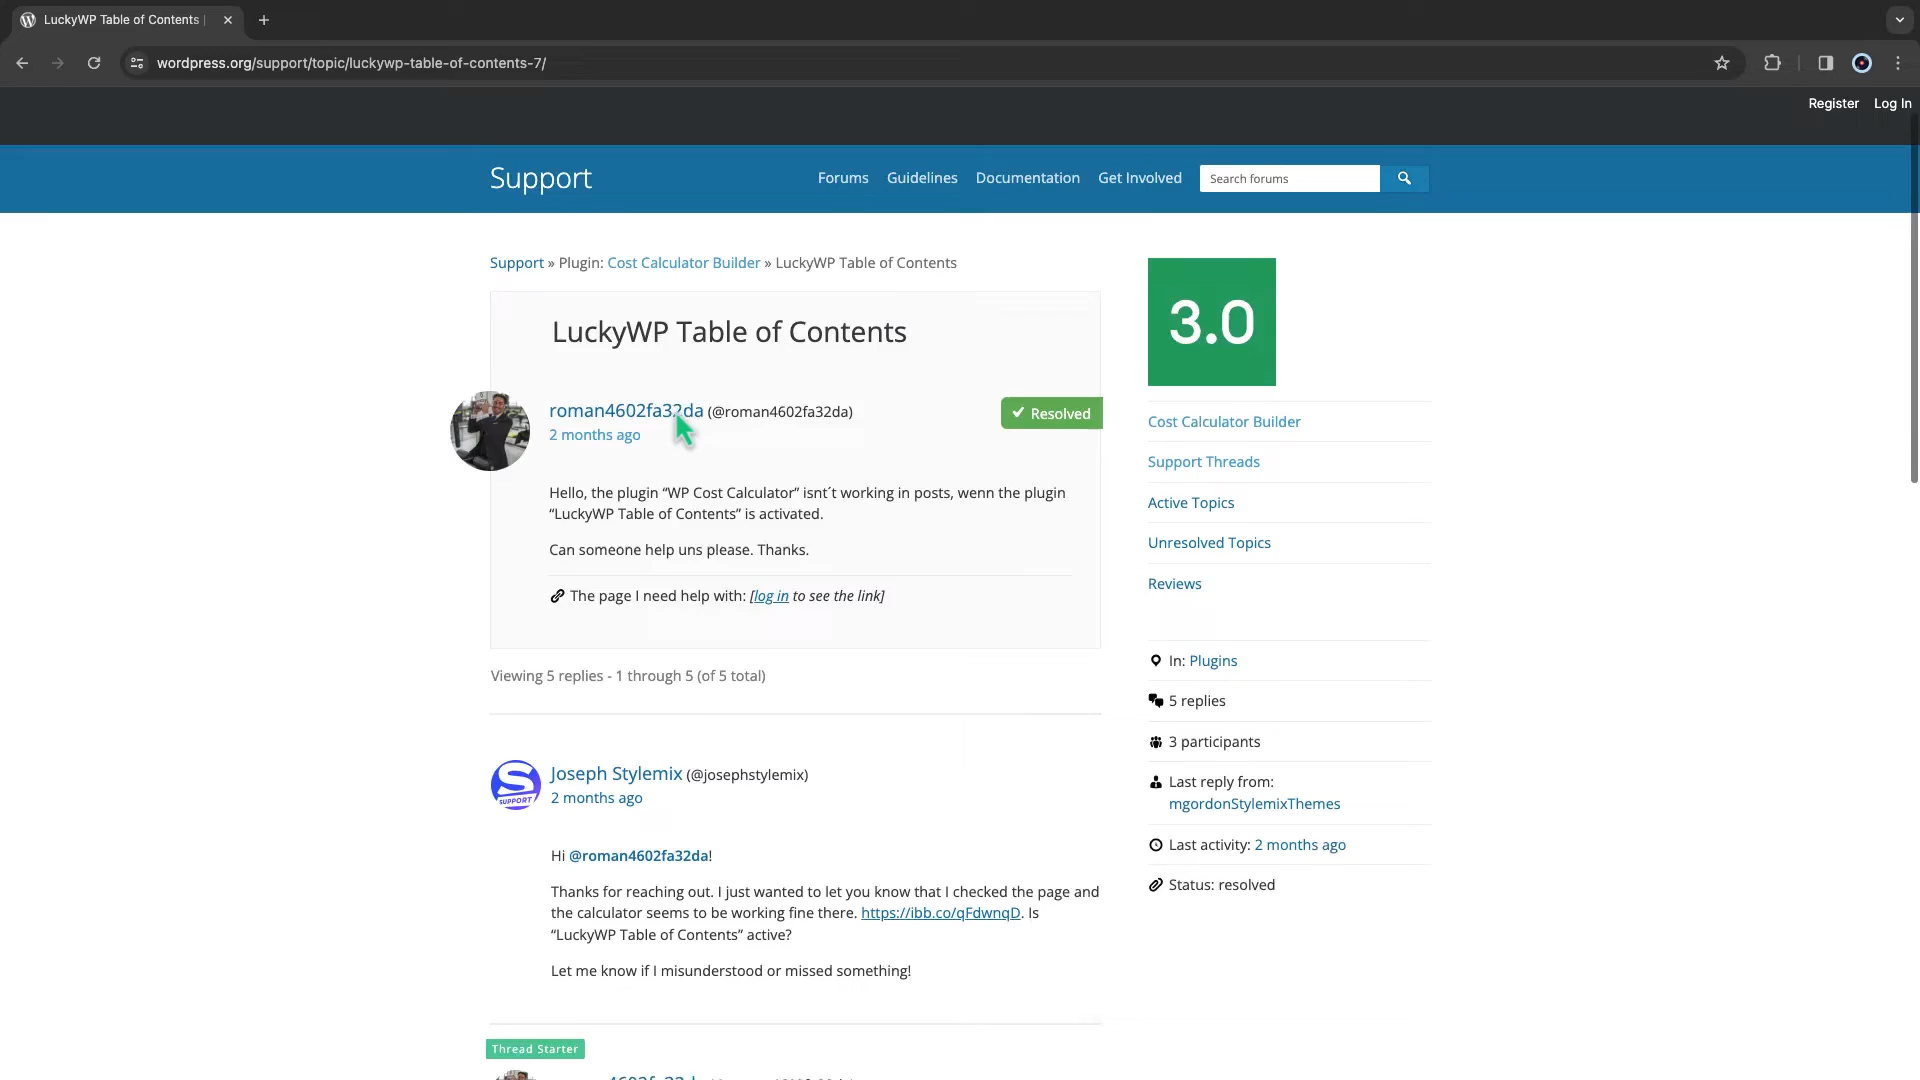 LuckyWP Table of Contents |
wordpress.org/support/topic/luckywp-table-of-contents-7/
Register Log In
Support
Forums Guidelines Documentation Get Involved Search forums
Support » Plugin: Cost Calculator Builder » LuckyWP Table of Contents
LuckyWP Table of Contents
roman4602fa32da (@roman4602fa32da)
2 months ago
Resolved
Hello, the plugin “WP Cost Calculator” isnt´t working in posts, wenn the plugin
“LuckyWP Table of Contents” is activated.
Can someone help uns please. Thanks.
The page I need help with: [log in to see the link]
Viewing 5 replies - 1 through 5 (of 5 total)
Joseph Stylemix (@josephstylemix)
2 months ago
S
SUPPORT
Hi @roman4602fa32da!
Thanks for reaching out. I just wanted to let you know that I checked the page and
the calculator seems to be working fine there. https://ibb.co/qFdwnqD. Is
“LuckyWP Table of Contents” active?
Let me know if I misunderstood or missed something!
Thread Starter
3.0
Cost Calculator Builder
Support Threads
Active Topics
Unresolved Topics
Reviews
In: Plugins
5 replies
3 participants
Last reply from:
mgordonStylemixThemes
Last activity: 2 months ago
Status: resolved